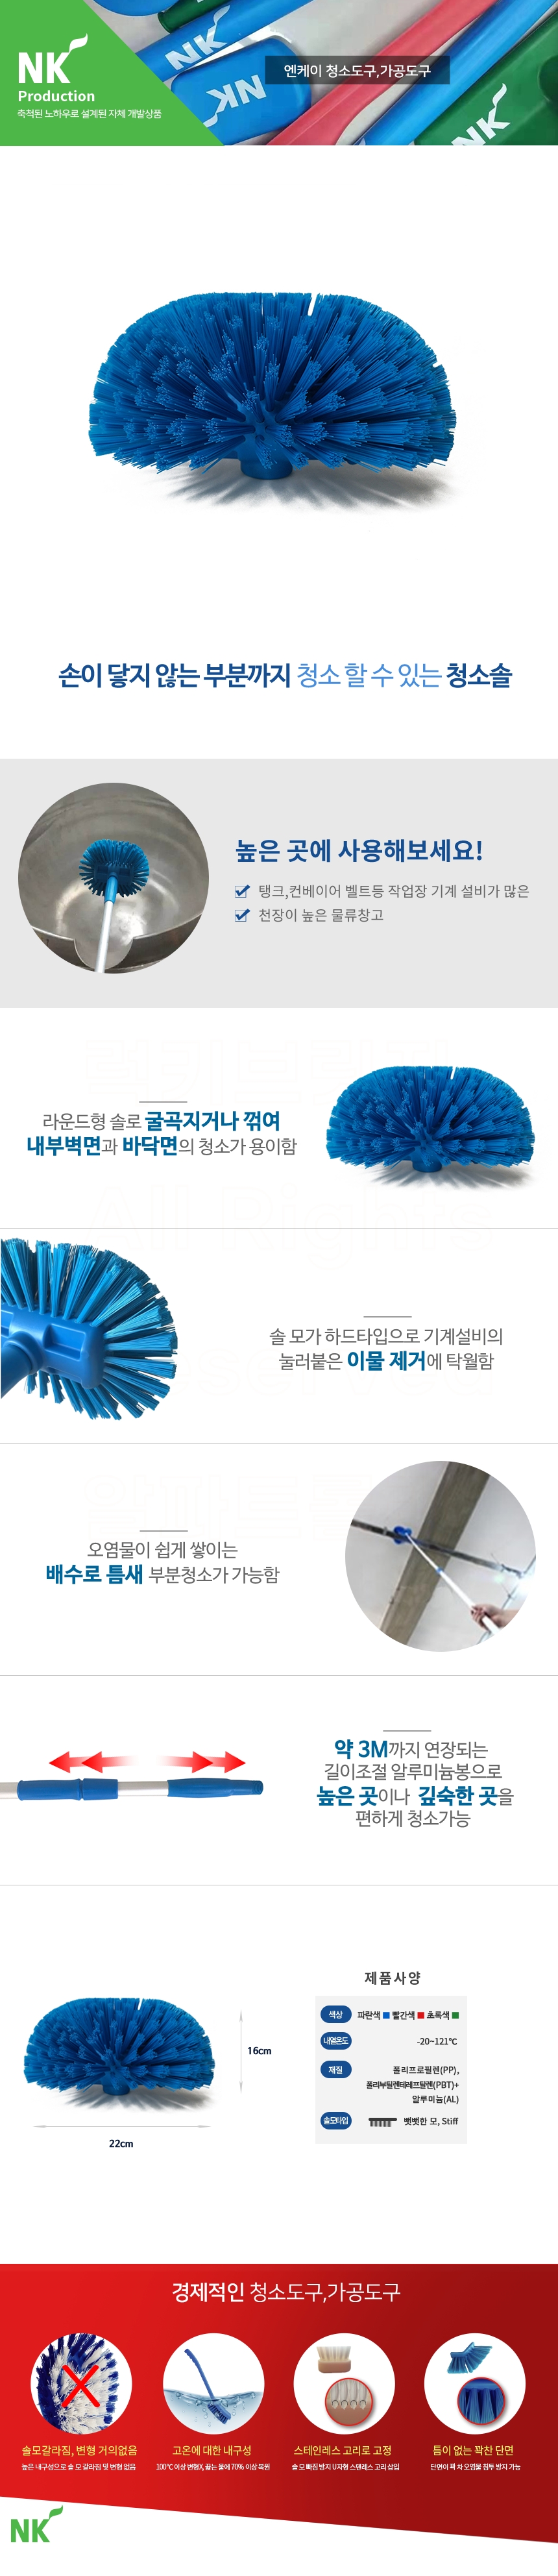 NK
Production
축적된 노하우로 설계된 자체 개발상품
NK
NK
NK
엔케이 청소도구,가공도구
손이 닿지 않는 부분까지 청소 할 수 있는 청소솔
높은 곳에 사용해보세요!
탱크,컨베이어 벨트등 작업장 기계 설비가 많은
천장이 높은 물류창고
라운드형 솔로 굴곡지거나 꺾여
내부벽면과 바닥면의 청소가 용이함
All Rights
솔 모가 하드타입으로 기계설비의
눌러붙은 이물 제거에 탁월함
오염물이 쉽게 쌓이는
배수로 틈새 부분청소가 가능함
약 3M까지 연장되는
길이조절 알루미늄봉으로
높은 곳이나 깊숙한 곳을
편하게 청소가능
16cm
22cm
제품사양
색상 파란색 빨간색 초록색
내열온도 -20~121℃
재질 폴리프로필렌(PP),
폴리부틸렌테레프탈렌(PBT)+
알루미늄(AL)
솔모타입 뻣뻣한 모, Stiff
경제적인 청소도구,가공도구
솔모갈라짐, 변형 거의없음
높은 내구성으로 솔 모 갈라짐 및 변형 없음
고온에 대한 내구성
100℃ 이상 변형X, 끓는 물에 70% 이상 복원
스테인레스 고리로 고정
솔 모 빠짐 방지 U자형 스텐레스 고리 삽입
틈이 없는 꽉찬 단면
단면이 꽉 차 오염물 침투 방지 가능
NK